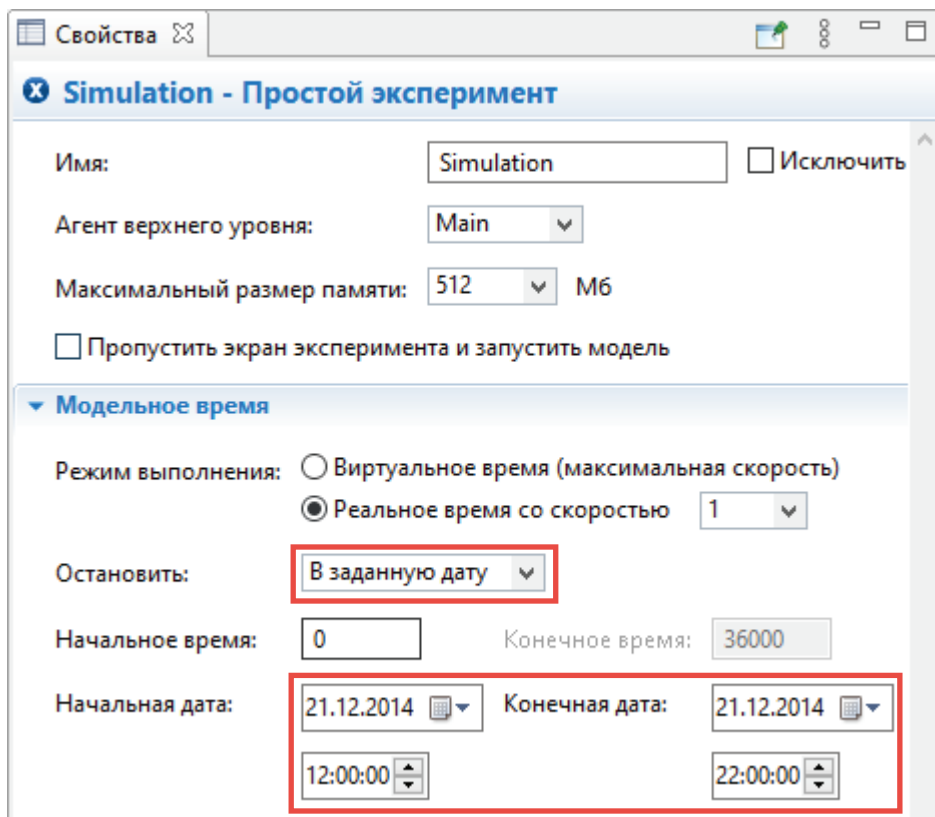 Свойства
Simulation - Простой эксперимент
Имя: Simulation Исключить
Агент верхнего уровня: Main
Максимальный размер памяти: 512 Мб
Пропустить экран эксперимента и запустить модель
Модельное время
Режим выполнения: Виртуальное время (максимальная скорость)
Реальное время со скоростью 1
Остановить: В заданную дату
Начальное время: 0 Конечное время: 36000
Начальная дата: 21.12.2014 Конечная дата: 21.12.2014
12:00:00 22:00:00